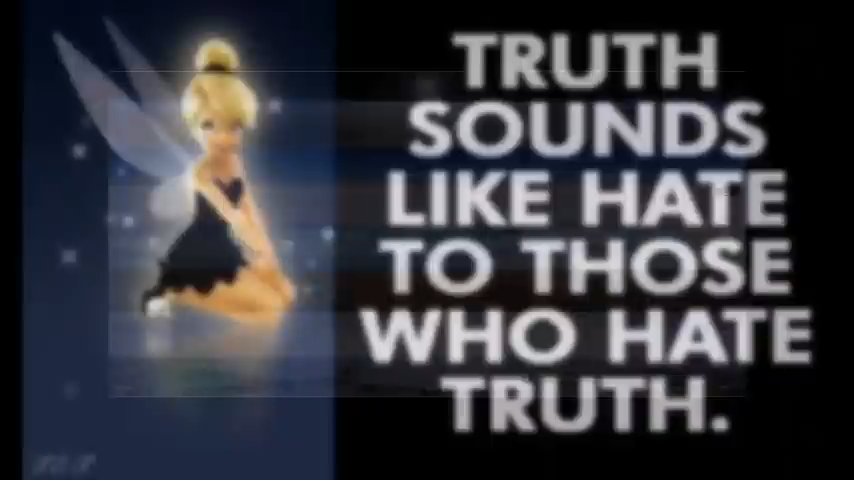 TRUTH
SOUNDS
LIKE HATE
TO THOSE
WHO HATE
TRUTH.